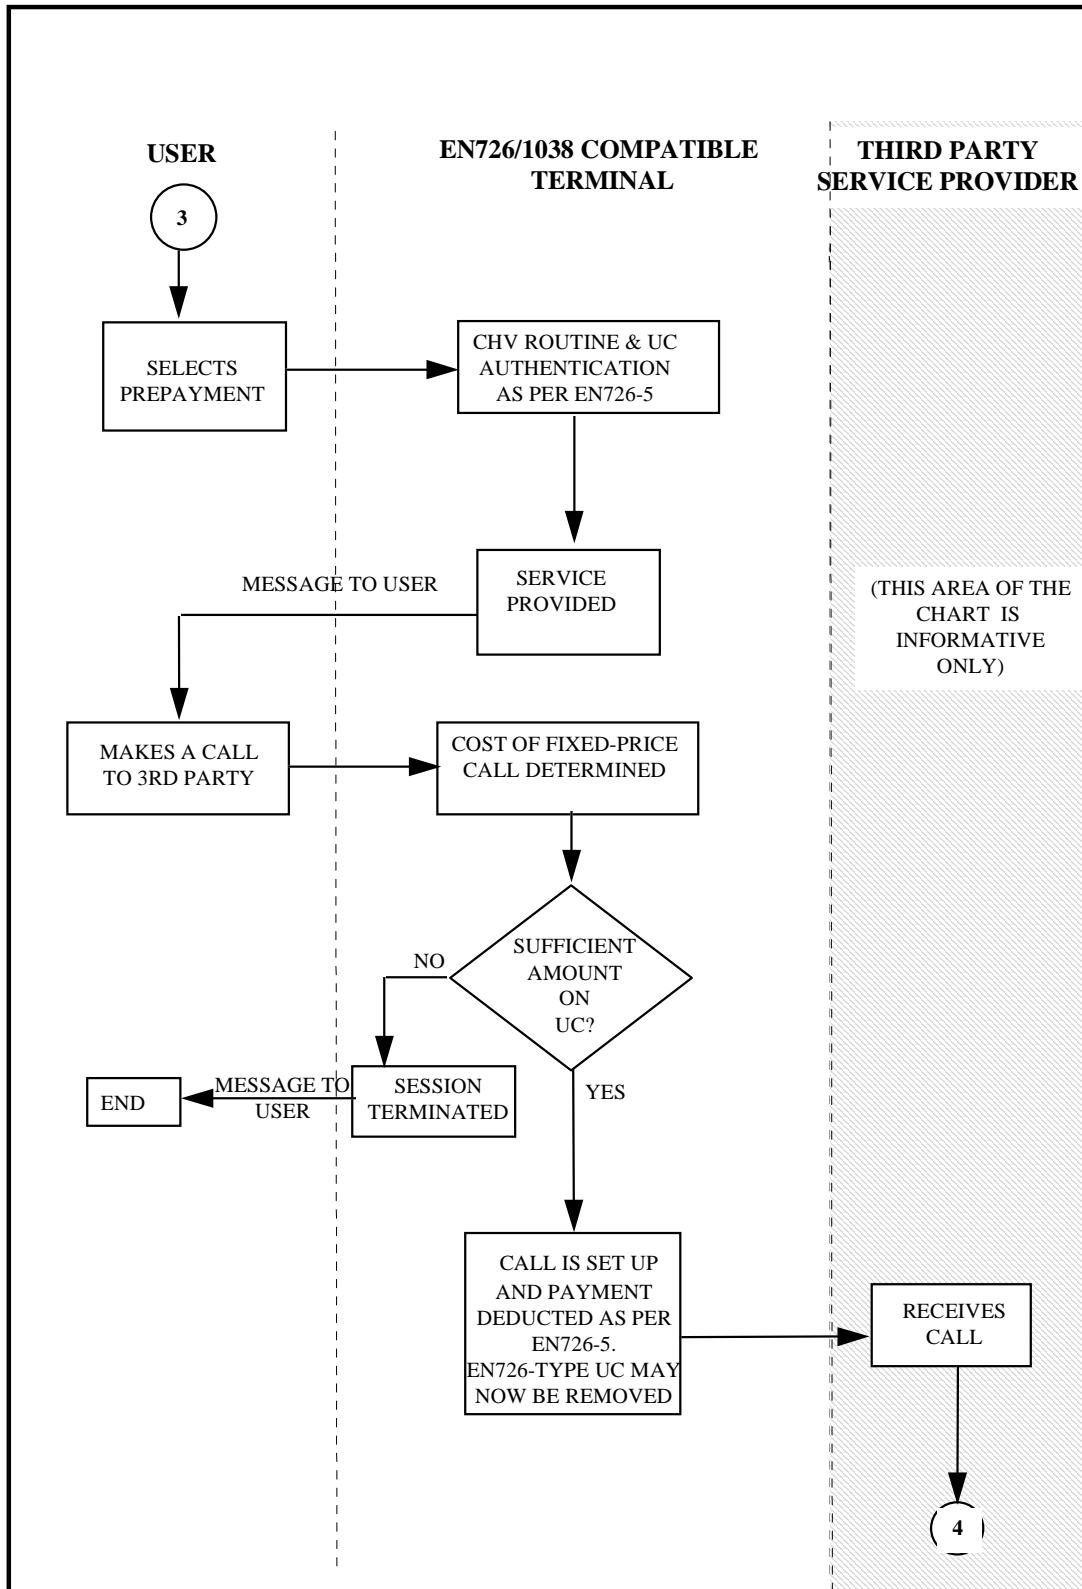 USER
EN726/1038 COMPATIBLE
TERMINAL
THIRD PARTY
SERVICE PROVIDER
3
SELECTS
PREPAYMENT
CHV ROUTINE & UC
AUTHENTICATION
AS PER EN726-5
MESSAGE TO USER
SERVICE
PROVIDED
(THIS AREA OF THE
CHART IS
INFORMATIVE
ONLY)
MAKES A CALL
TO 3RD PARTY
COST OF FIXED-PRICE
CALL DETERMINED
SUFFICIENT
AMOUNT
ON
UC?
NO
YES
SESSION
TERMINATED
MESSAGE TO
USER
END
CALL IS SET UP
AND PAYMENT
DEDUCTED AS PER
EN726-5.
EN726-TYPE UC MAY
NOW BE REMOVED
RECEIVES
CALL
4